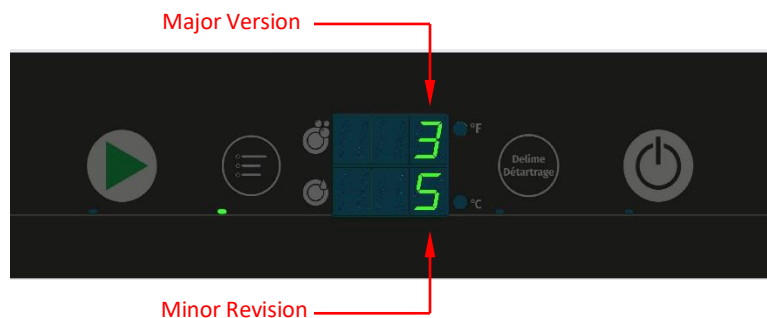 Major Version
3
°F
Delime
Détartrage
5
°C
Minor Revision